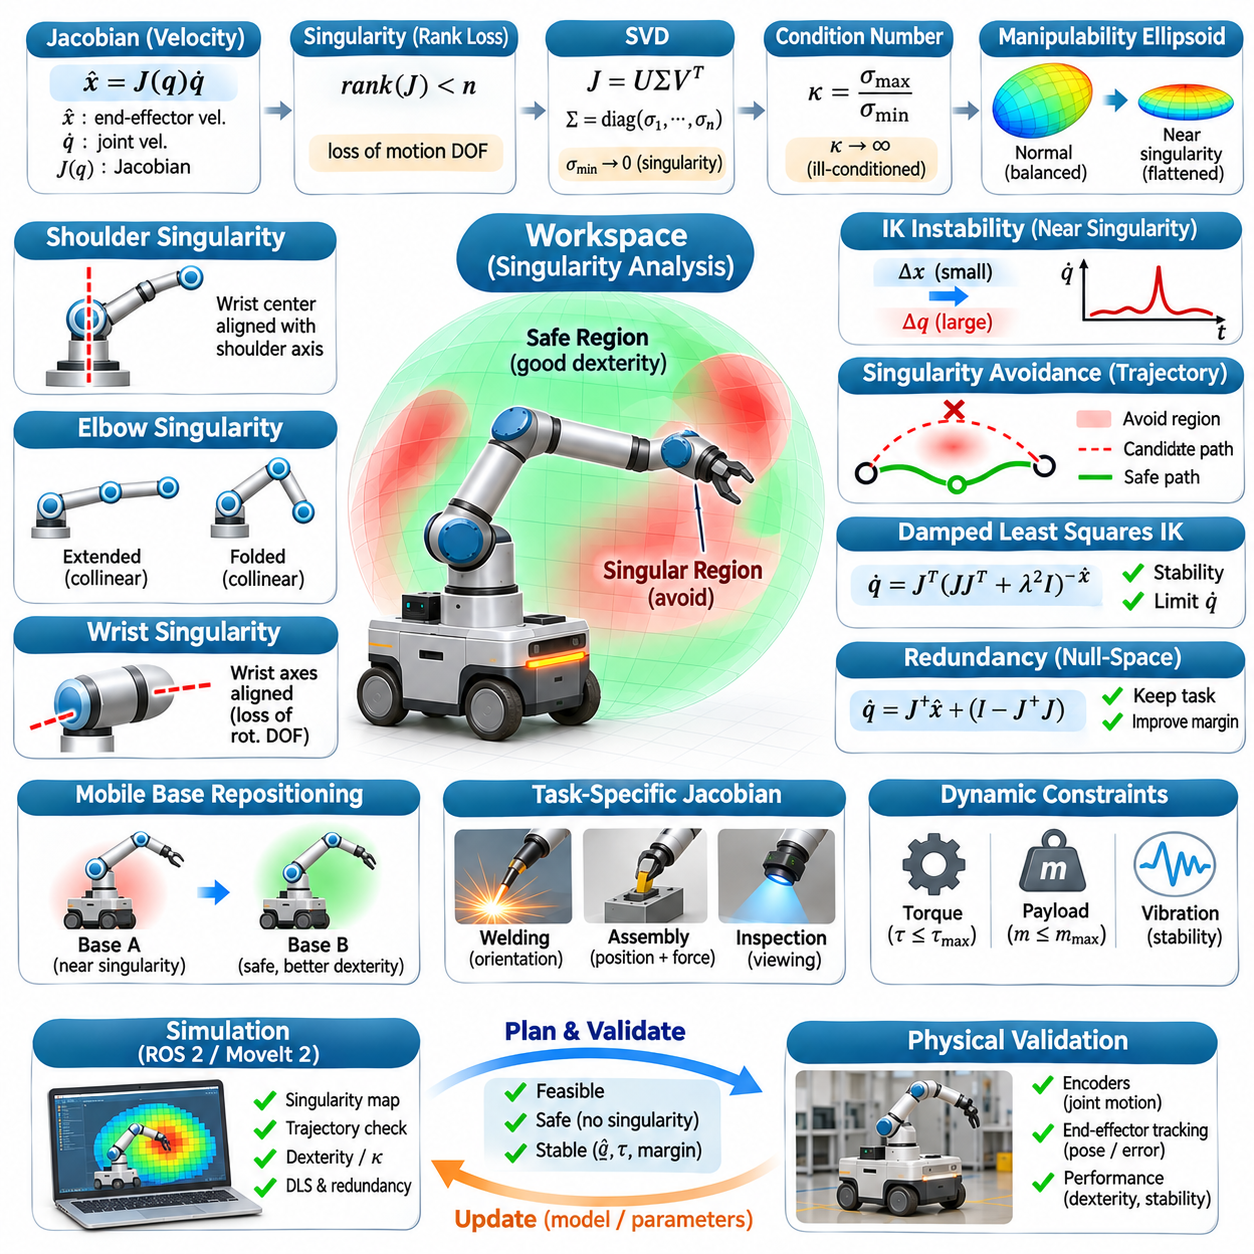 Jacobian (Velocity)
x̂ = J(q)q̇
x̂ : end-effector vel.
q̇ : joint vel.
J(q) : Jacobian
Singularity (Rank Loss)
rank(J) < n
loss of motion DOF
SVD
J = UΣV^T
Σ = diag(σ₁,⋯,σₙ)
σ_min → 0 (singularity)
Condition Number
κ = σ_max / σ_min
κ → ∞
(ill-conditioned)
Manipulability Ellipsoid
Normal
(balanced)
Near
singularity
(flattened)
Shoulder Singularity
Wrist center
aligned with
shoulder axis
Elbow Singularity
Extended
(collinear)
Folded
(collinear)
Wrist Singularity
Wrist axes
aligned
(loss of
rot. DOF)
Workspace
(Singularity Analysis)
Safe Region
(good dexterity)
Singular Region
(avoid)
IK Instability (Near Singularity)
Δx (small)
Δq (large)
q̇
t
Singularity Avoidance (Trajectory)
Avoid region
Candidate path
Safe path
Damped Least Squares IK
q̇ = J^T(JJ^T + λ²I)^-x̂
Stability
Limit q̇
Redundancy (Null-Space)
q̂ = J⁺x̂ + (I − J⁺J)
Keep task
Improve margin
Mobile Base Repositioning
Base A
(near singularity)
Base B
(safe, better dexterity)
Task-Specific Jacobian
Welding
(orientation)
Assembly
(position + force)
Inspection
(viewing)
Dynamic Constraints
Torque
(τ ≤ τ_max)
m
Payload
(m ≤ m_max)
Vibration
(stability)
Simulation
(ROS 2 / MoveIt 2)
Singularity map
Trajectory check
Dexterity / κ
DLS & redundancy
Plan & Validate
Feasible
Safe (no singularity)
Stable (q̂, τ, margin)
Update (model / parameters)
Physical Validation
Encoders
(joint motion)
End-effector tracking
(pose / error)
Performance
(dexterity, stability)